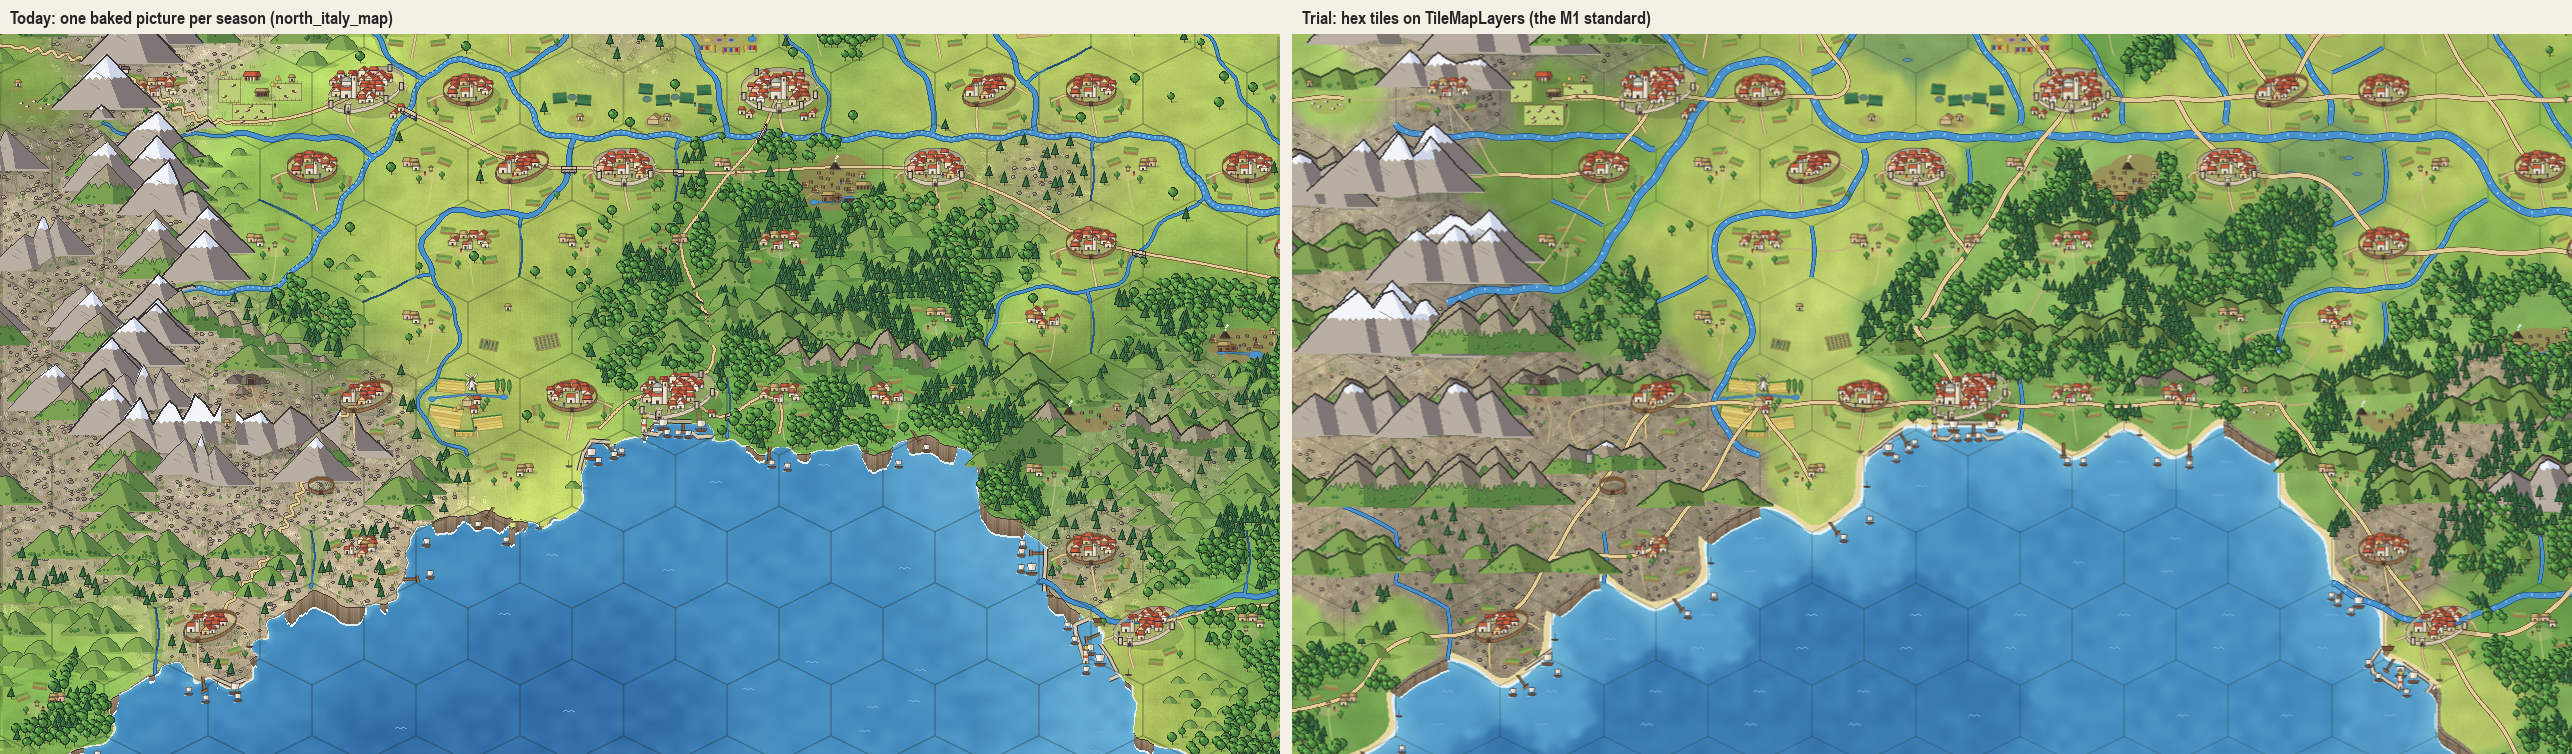 Today: one baked picture per season (north_italy_map)
Trial: hex tiles on TileMapLayers (the M1 standard)